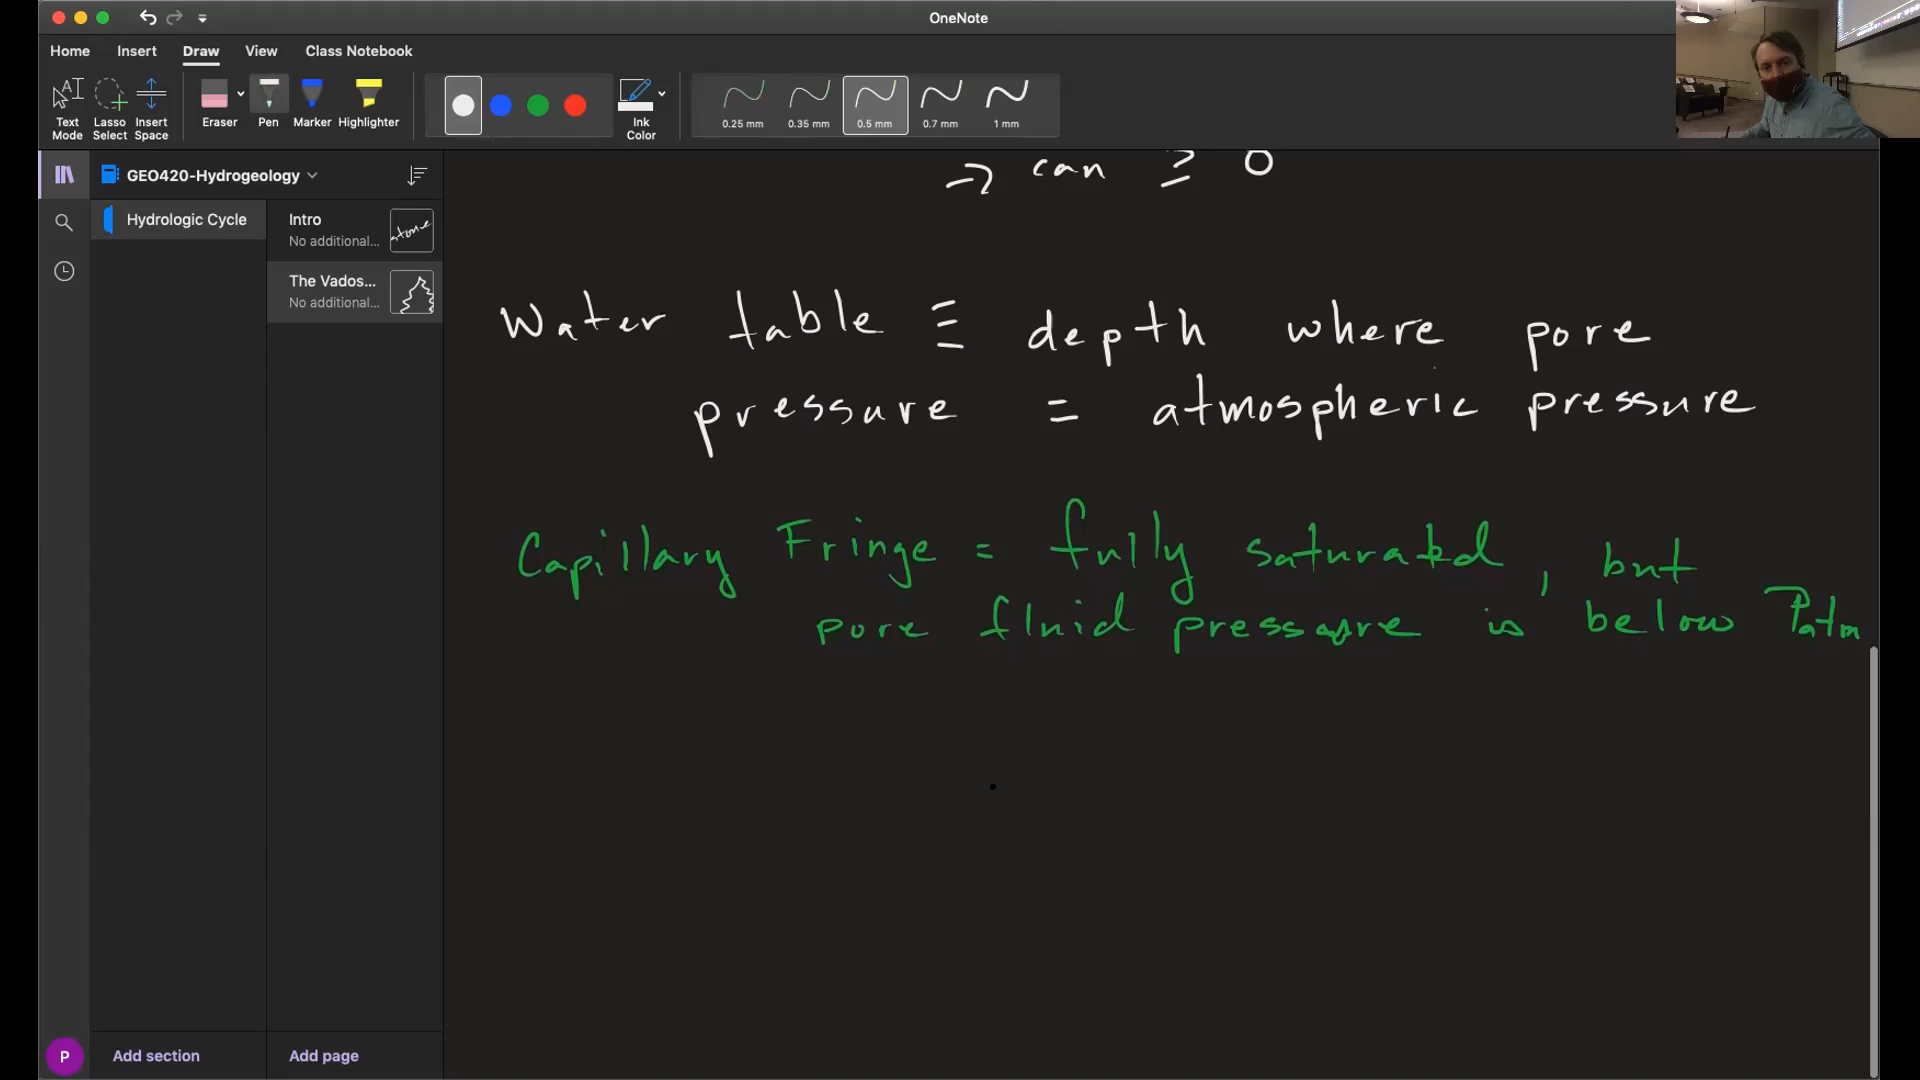 OneNote
Home Insert Draw View Class Notebook
Text Mode
Lasso Select
Insert Space
Eraser
Pen
Marker
Highlighter
Ink Color
0.25 mm
0.35 mm
0.5 mm
0.7 mm
1 mm
GEO420-Hydrogeology
Hydrologic Cycle
Intro
No additional...
The Vados...
No additional...
→ can ≥ 0
Water table ≡ depth where pore
pressure = atmospheric pressure
Capillary Fringe = fully saturated, but
pore fluid pressure is below Patm
P
Add section
Add page